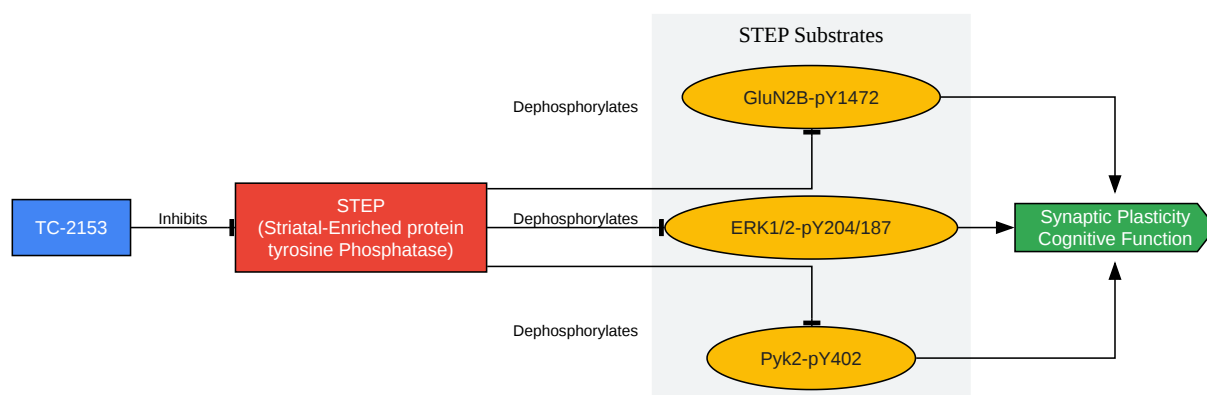 STEP Substrates
Dephosphorylates
GluN2B-pY1472
TC-2153
Inhibits
STEP
(Striatal-Enriched protein
tyrosine Phosphatase)
Dephosphorylates
ERK1/2-pY204/187
Synaptic Plasticity
Cognitive Function
Dephosphorylates
Pyk2-pY402